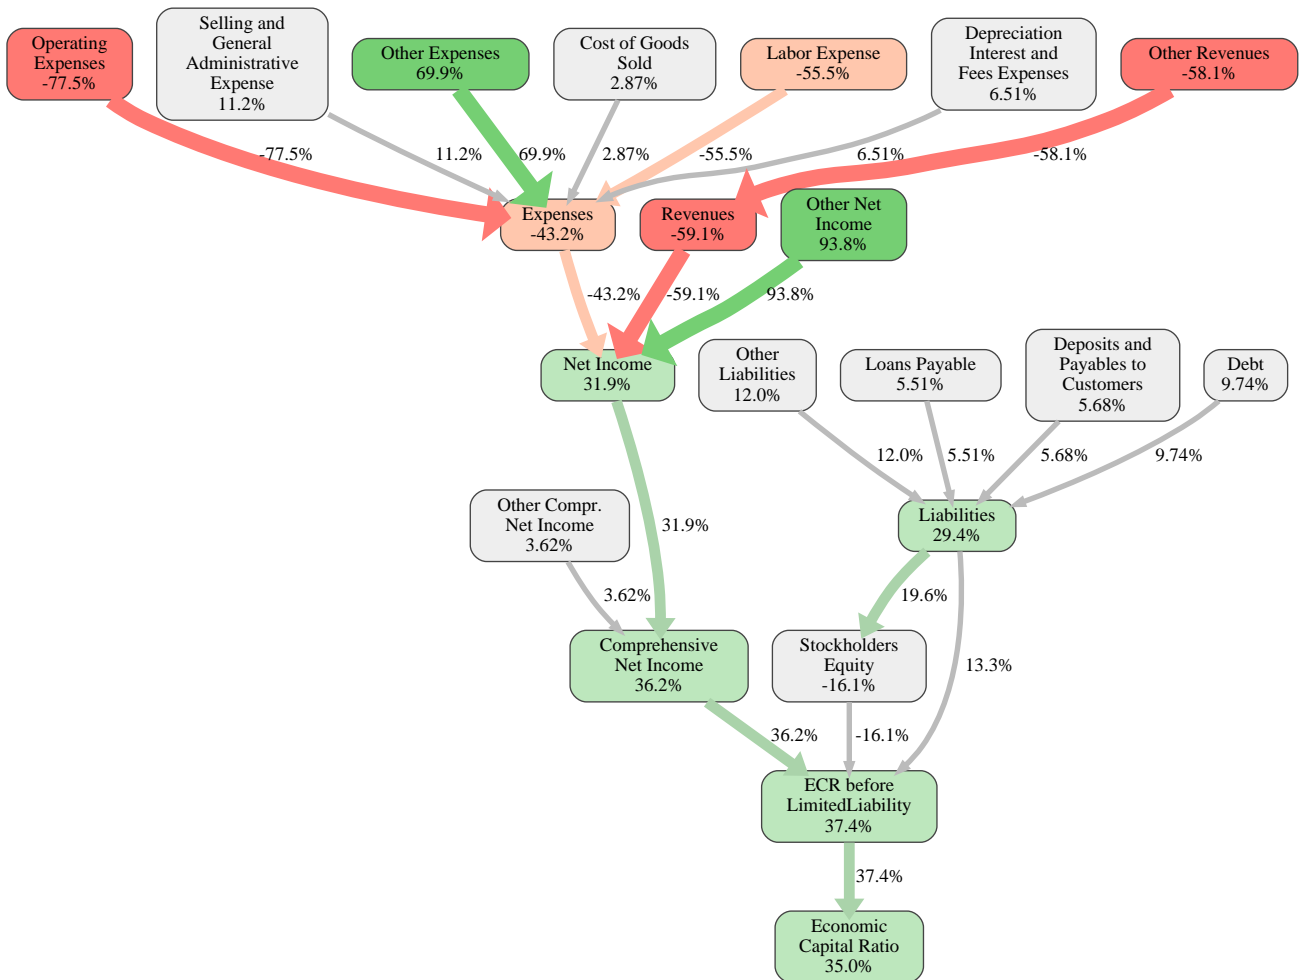 Operating
Expenses
-77.5%
Selling and
General
Administrative
Expense
11.2%
Other Expenses
69.9%
Cost of Goods
Sold
2.87%
Labor Expense
-55.5%
Depreciation
Interest and
Fees Expenses
6.51%
Other Revenues
-58.1%
-77.5%
11.2%
69.9%
2.87%
-55.5%
6.51%
-58.1%
Expenses
-43.2%
Revenues
-59.1%
Other Net
Income
93.8%
-43.2%
-59.1%
93.8%
Net Income
31.9%
Other
Liabilities
12.0%
Loans Payable
5.51%
Deposits and
Payables to
Customers
5.68%
Debt
9.74%
12.0%
5.51%
5.68%
9.74%
Other Compr.
Net Income
3.62%
31.9%
Liabilities
29.4%
3.62%
19.6%
Comprehensive
Net Income
36.2%
Stockholders
Equity
-16.1%
13.3%
36.2%
-16.1%
ECR before
LimitedLiability
37.4%
37.4%
Economic
Capital Ratio
35.0%